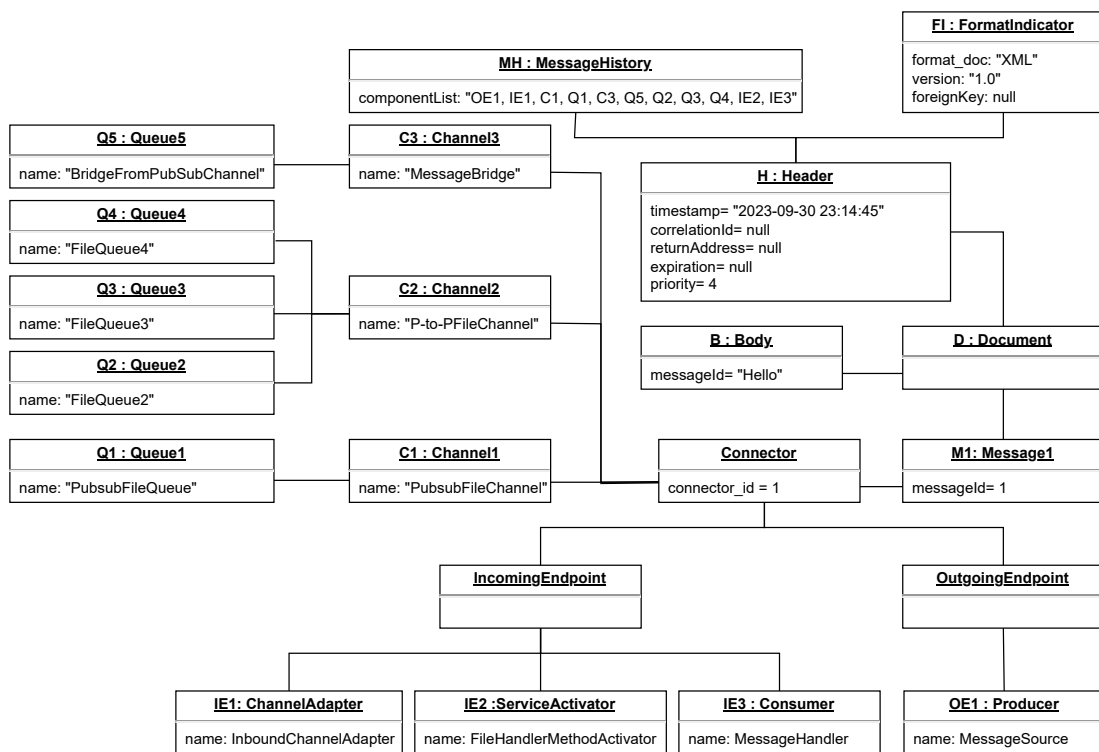 FI : FormatIndicator
format_doc: "XML"
version: "1.0"
foreignKey: null
MH : MessageHistory
componentList: "OE1, IE1, C1, Q1, C3, Q5, Q2, Q3, Q4, IE2, IE3"
Q5 : Queue5
name: "BridgeFromPubSubChannel"
C3 : Channel3
name: "MessageBridge"
H : Header
timestamp= "2023-09-30 23:14:45"
correlationId= null
returnAddress= null
expiration= null
priority= 4
Q4 : Queue4
name: "FileQueue4"
Q3 : Queue3
name: "FileQueue3"
C2 : Channel2
name: "P-to-PFileChannel"
Q2 : Queue2
name: "FileQueue2"
B : Body
messageId= "Hello"
D : Document
Q1 : Queue1
name: "PubsubFileQueue"
C1 : Channel1
name: "PubsubFileChannel"
Connector
connector_id = 1
M1: Message1
messageId= 1
IncomingEndpoint
OutgoingEndpoint
IE1: ChannelAdapter
name: InboundChannelAdapter
IE2 :ServiceActivator
name: FileHandlerMethodActivator
IE3 : Consumer
name: MessageHandler
OE1 : Producer
name: MessageSource